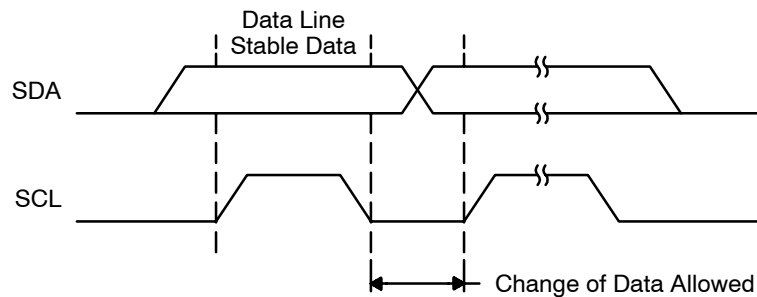 Data Line
Stable Data
SDA
SCL
Change of Data Allowed